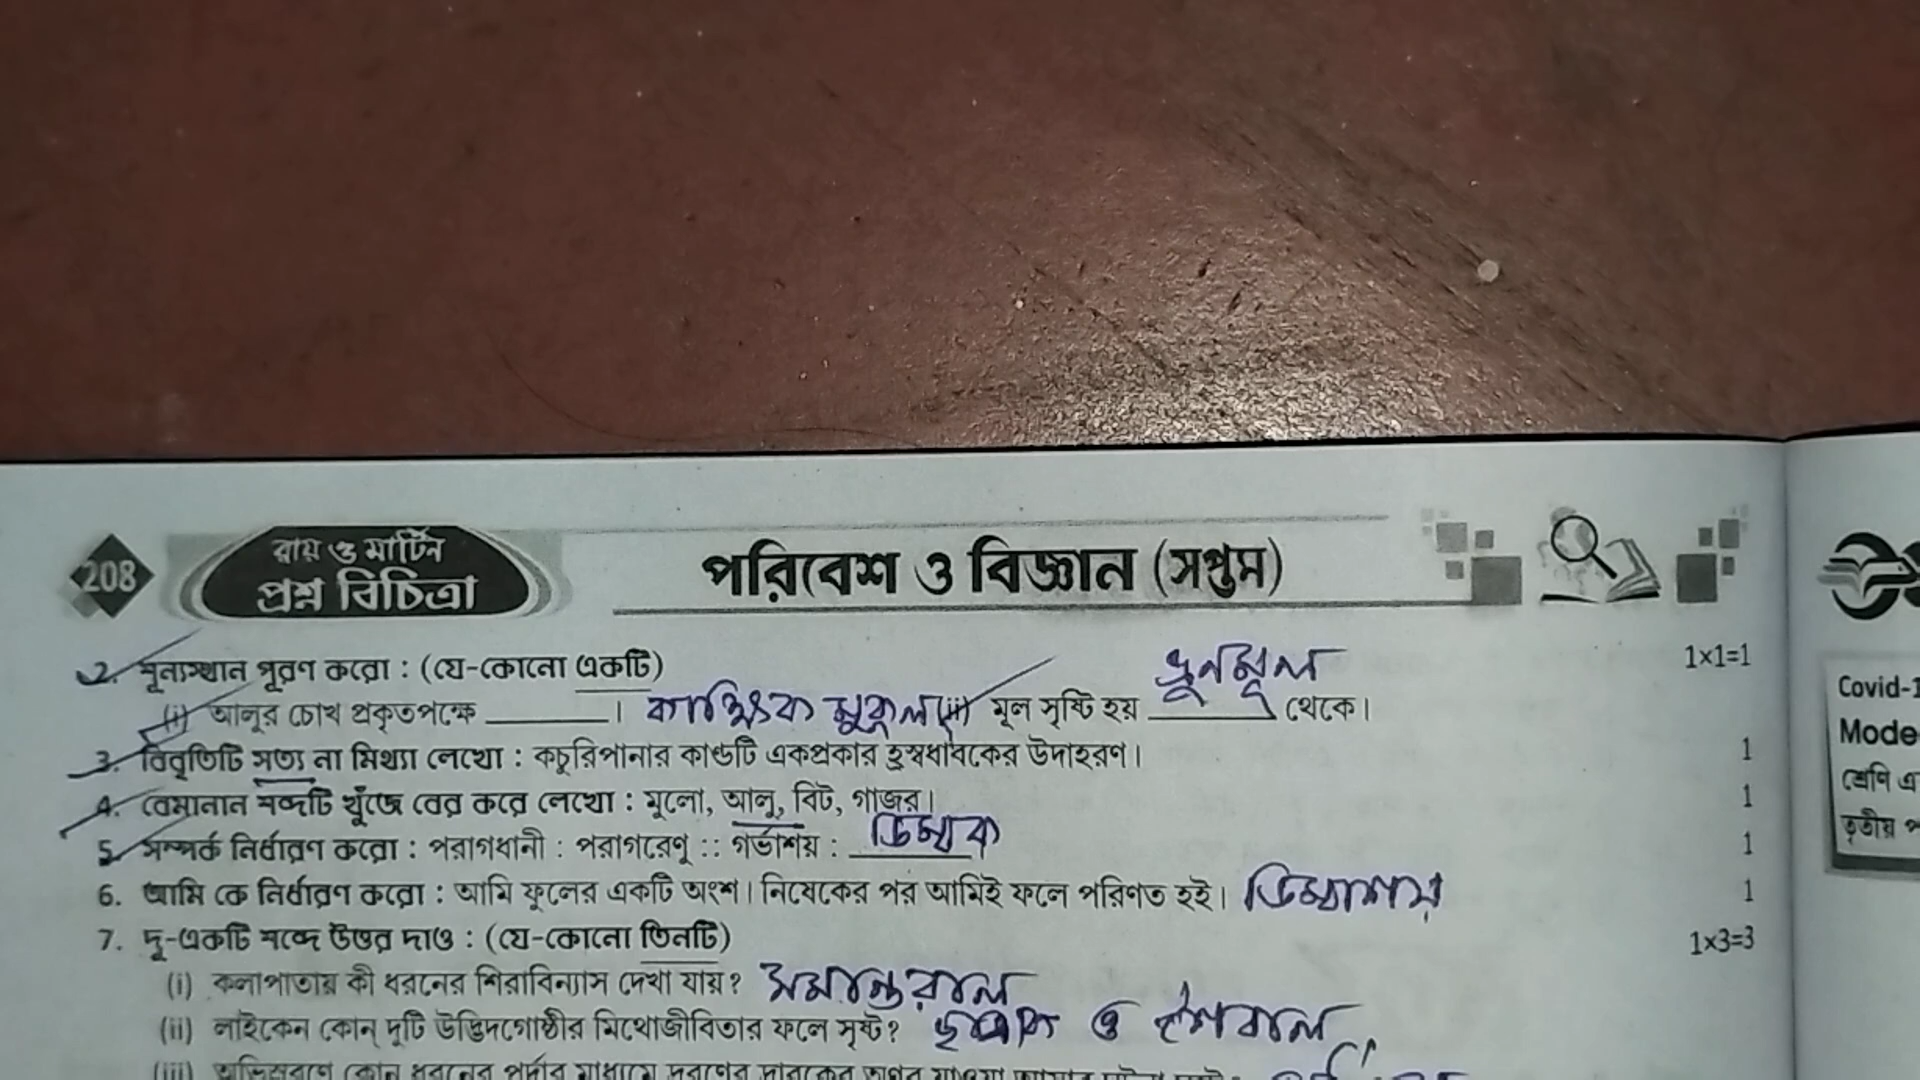 208 রায় ও মার্টিন প্রশ্ন বিচিত্রা পরিবেশ ও বিজ্ঞান (সপ্তম)
2. শূন্যস্থান পূরণ করো : (যে-কোনো একটি) 1×1=1
(i) আলুর চোখ প্রকৃতপক্ষে ______। কাক্ষিক মুকুল (ii) মূল সৃষ্টি হয় ভ্রূনমূল থেকে।
3. বিবৃতিটি সত্য না মিথ্যা লেখো : কচুরিপানার কাণ্ডটি একপ্রকার হ্রস্বধাবকের উদাহরণ। 1
4. বেমানান শব্দটি খুঁজে বের করে লেখো : মূলো, আলু, বিট, গাজর। 1
5. সম্পর্ক নির্ধারণ করো : পরাগধানী : পরাগরেণু :: গর্ভাশয় : ডিম্বক 1
6. আমি কে নির্ধারণ করো : আমি ফুলের একটি অংশ। নিষেকের পর আমিই ফলে পরিণত হই। ডিম্বাশয় 1
7. দু-একটি শব্দে উত্তর দাও : (যে-কোনো তিনটি) 1×3=3
(i) কলাপাতায় কী ধরনের শিরাবিন্যাস দেখা যায়? সমান্তরাল
(ii) লাইকেন কোন্ দুটি উদ্ভিদগোষ্ঠীর মিথোজীবিতার ফলে সৃষ্ট? ছত্রাক ও শৈবাল
(iii)
Covid-1
Mode
শ্রেণি এ
তৃতীয় প